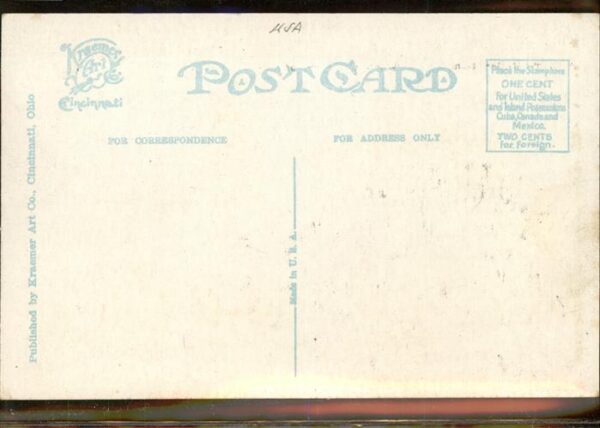 USA
Kraemer
Art
Co.
Cincinnati
POST CARD
Place the Stamp here
ONE CENT
for United States
and Island Possessions
Cuba, Canada and
Mexico.
TWO CENTS
for Foreign.
FOR CORRESPONDENCE
FOR ADDRESS ONLY
Published by Kraemer Art Co., Cincinnati, Ohio
Made in U. S. A.